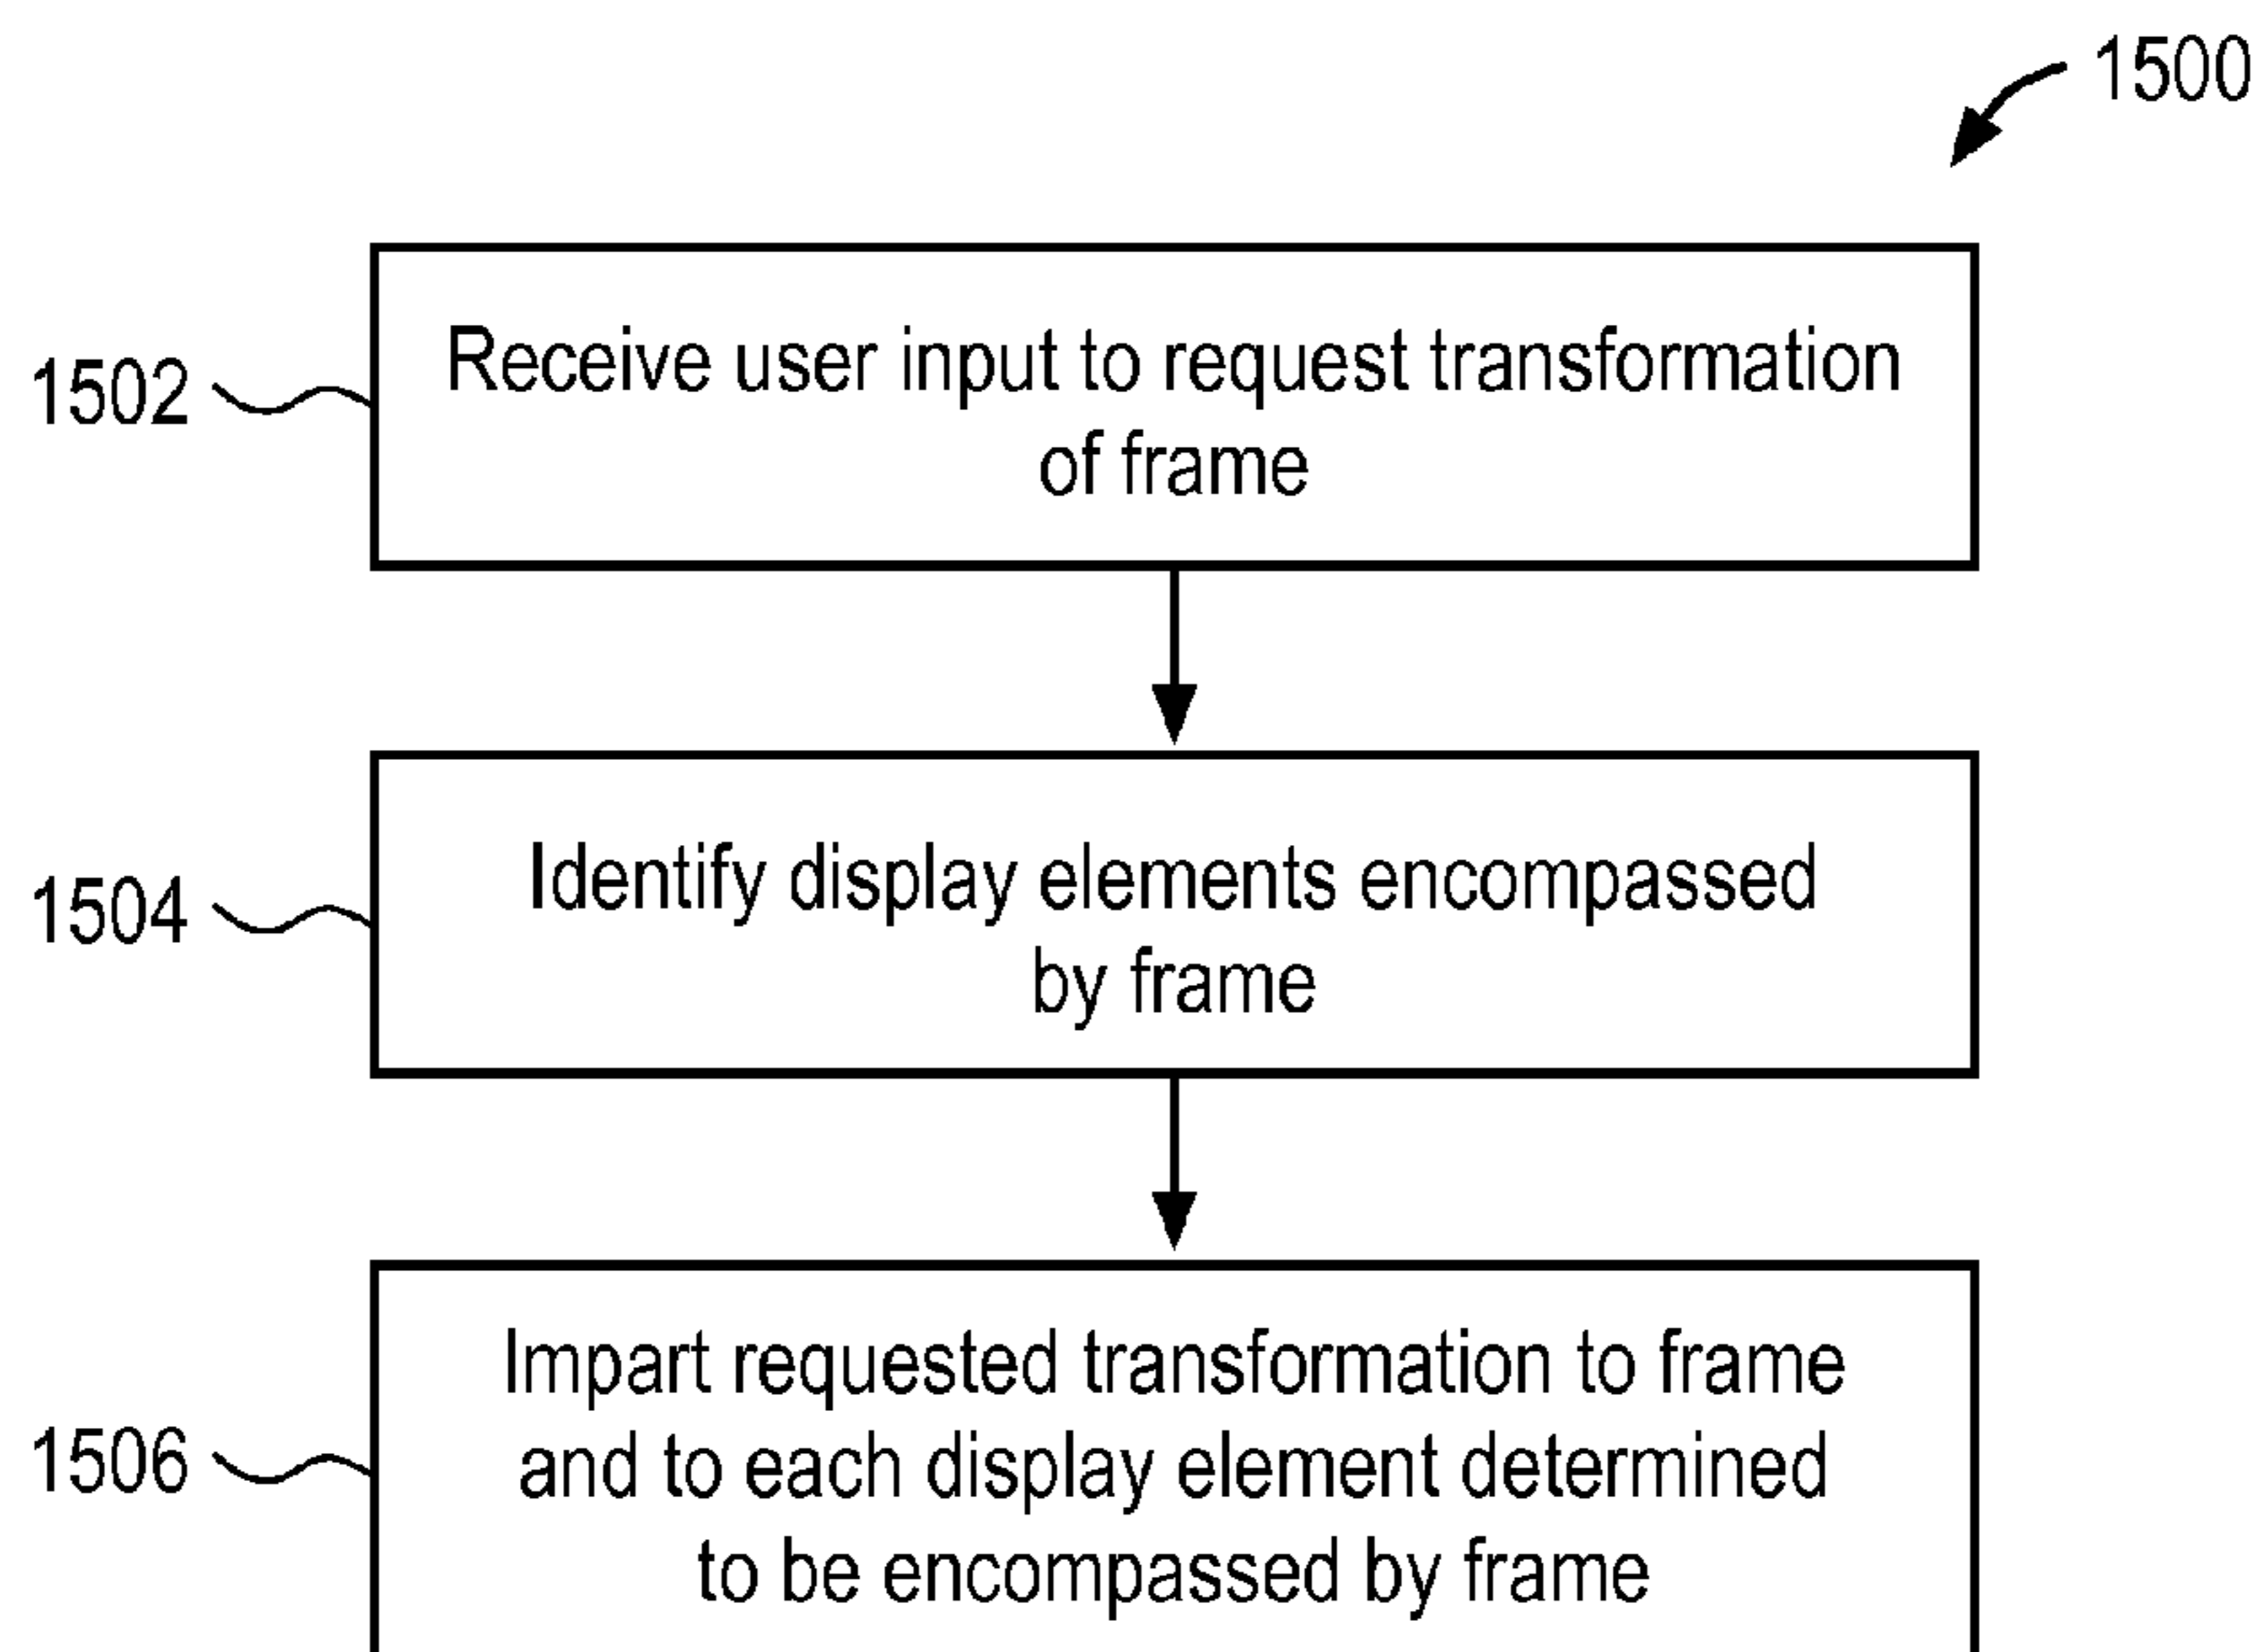 1500
1502
Receive user input to request transformation
of frame
1504
Identify display elements encompassed
by frame
1506
Impart requested transformation to frame
and to each display element determined
to be encompassed by frame